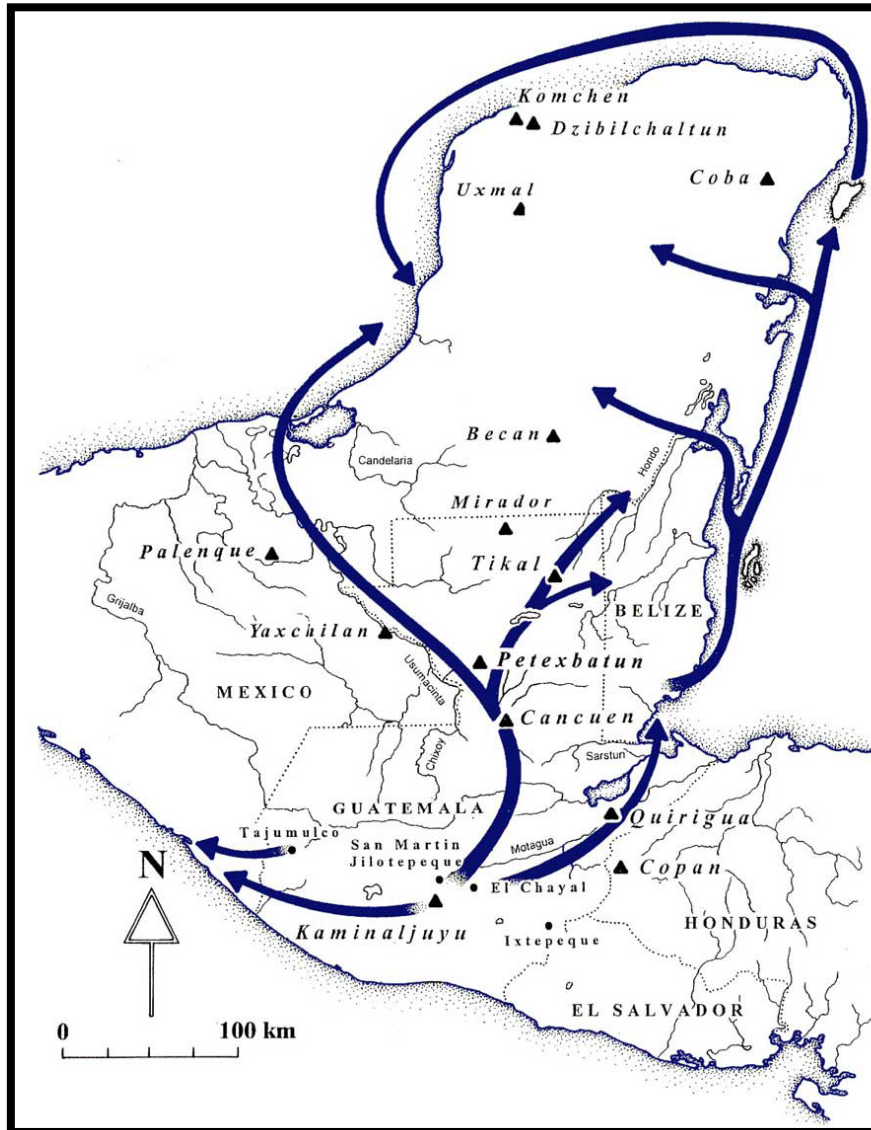 Komchen
Dzibilchaltun
Coba
Uxmal
Becan
Hondo
Candelaria
Mirador
Palenque
Tikal
Grijalba
BELIZE
Yaxchilan
Petexbatun
Usumacinta
MEXICO
Cancuen
Chixoy
Sarstun
GUATEMALA
Quirigua
Tajumulco
San Martin
Jilotepeque
Motagua
N
Copan
El Chayal
Kaminaljuyu
Ixtepeque
HONDURAS
EL SALVADOR
0 100 km